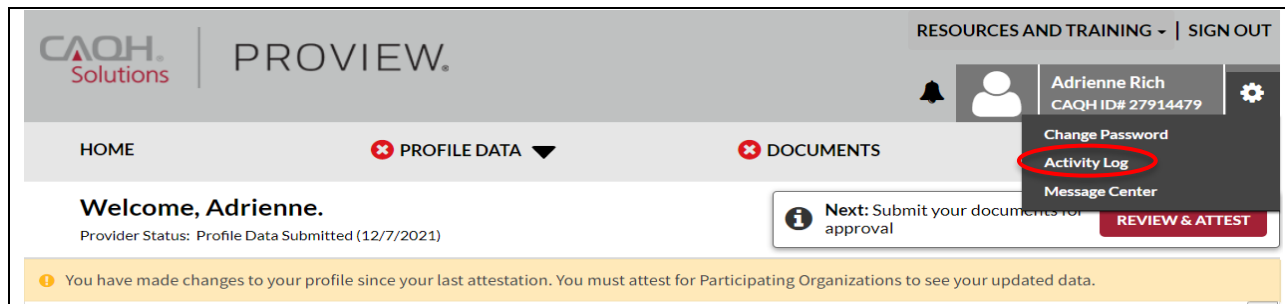 RESOURCES AND TRAINING | SIGN OUT
CAQH.
Solutions
PROVIEW®
Adrienne Rich
CAQH ID# 27914479
Change Password
Activity Log
Message Center
HOME
PROFILE DATA
DOCUMENTS
Welcome, Adrienne.
Provider Status: Profile Data Submitted (12/7/2021)
Next: Submit your documents for
approval
REVIEW & ATTEST
You have made changes to your profile since your last attestation. You must attest for Participating Organizations to see your updated data.